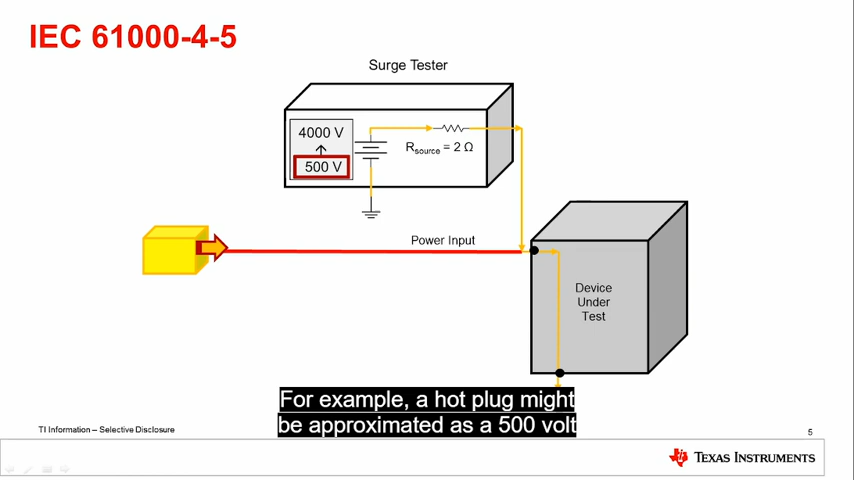 IEC 61000-4-5
Surge Tester
4000 V
500 V
Rsource = 2 Ω
Power Input
Device
Under
Test
For example, a hot plug might
be approximated as a 500 volt
TI Information – Selective Disclosure
5
TEXAS INSTRUMENTS